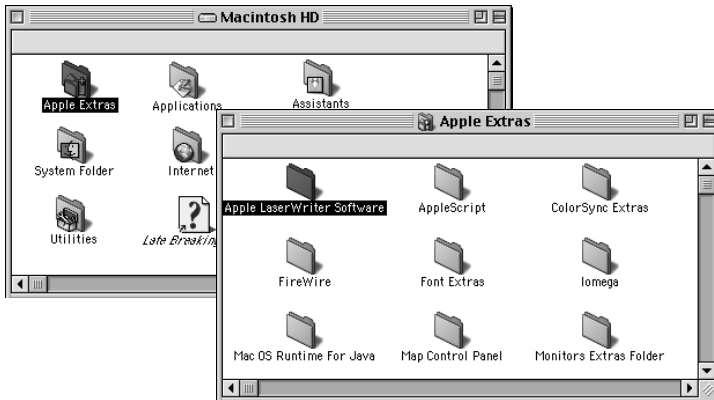 Macintosh HD
Apple Extras
Applications
Assistants
System Folder
Internet
Utilities
Late Breaking
Apple Extras
Apple LaserWriter Software
AppleScript
ColorSync Extras
FireWire
Font Extras
Iomega
Mac OS Runtime For Java
Map Control Panel
Monitors Extras Folder